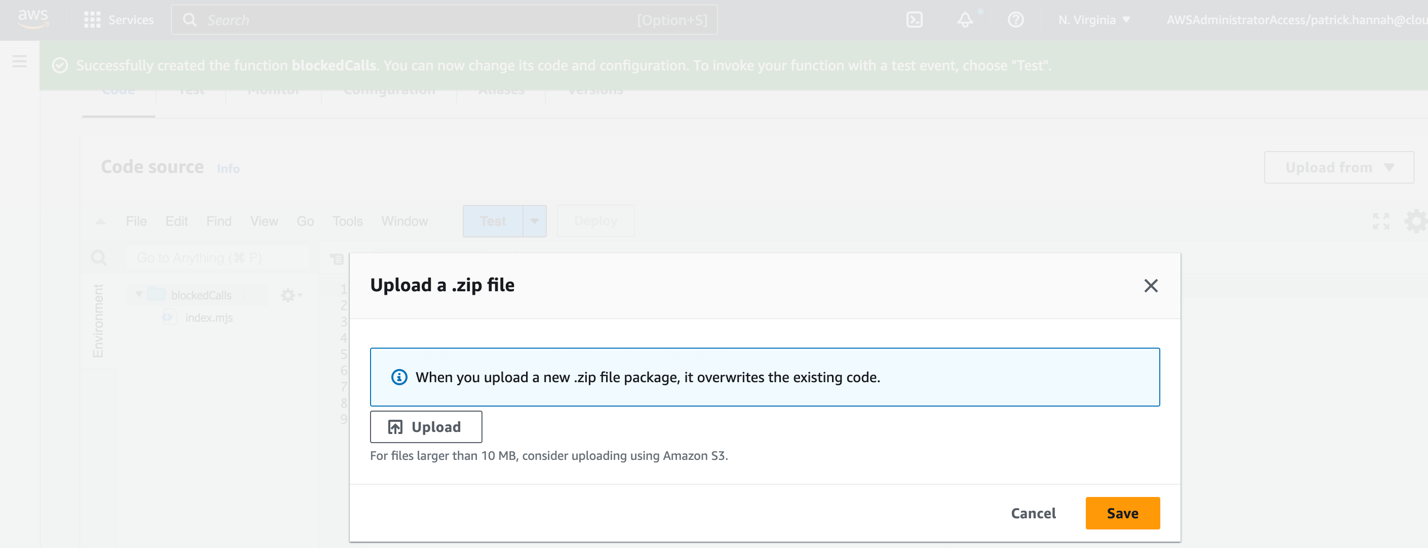 aws
Services
Search
[Option+S]
N. Virginia
AWSAdministratorAccess/patrick.hannah@clou
Successfully created the function blockedCalls. You can now change its code and configuration. To invoke your function with a test event, choose "Test".
Code Test Monitor Configuration Aliases Versions
Code source Info
Upload from
File Edit Find View Go Tools Window
Test
Deploy
Go to Anything (⌘ P)
Environment
blockedCalls
index.mjs
1
2
3
4
5
6
7
8
9
Upload a .zip file
When you upload a new .zip file package, it overwrites the existing code.
Upload
For files larger than 10 MB, consider uploading using Amazon S3.
Cancel
Save